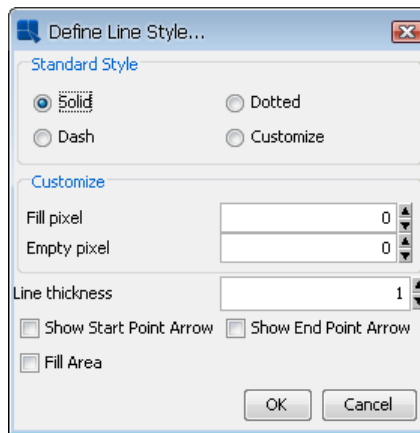 Define Line Style...
Standard Style
Solid
Dotted
Dash
Customize
Customize
Fill pixel 0
Empty pixel 0
Line thickness 1
Show Start Point Arrow
Show End Point Arrow
Fill Area
OK
Cancel